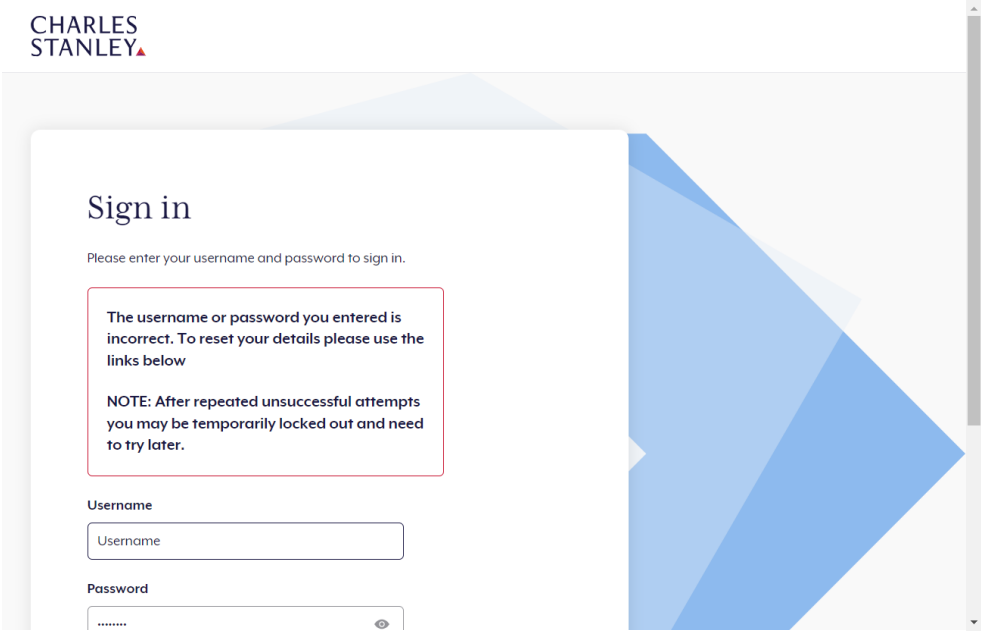 CHARLES
STANLEY
Sign in
Please enter your username and password to sign in.
The username or password you entered is
incorrect. To reset your details please use the
links below
NOTE: After repeated unsuccessful attempts
you may be temporarily locked out and need
to try later.
Username
Username
Password
........